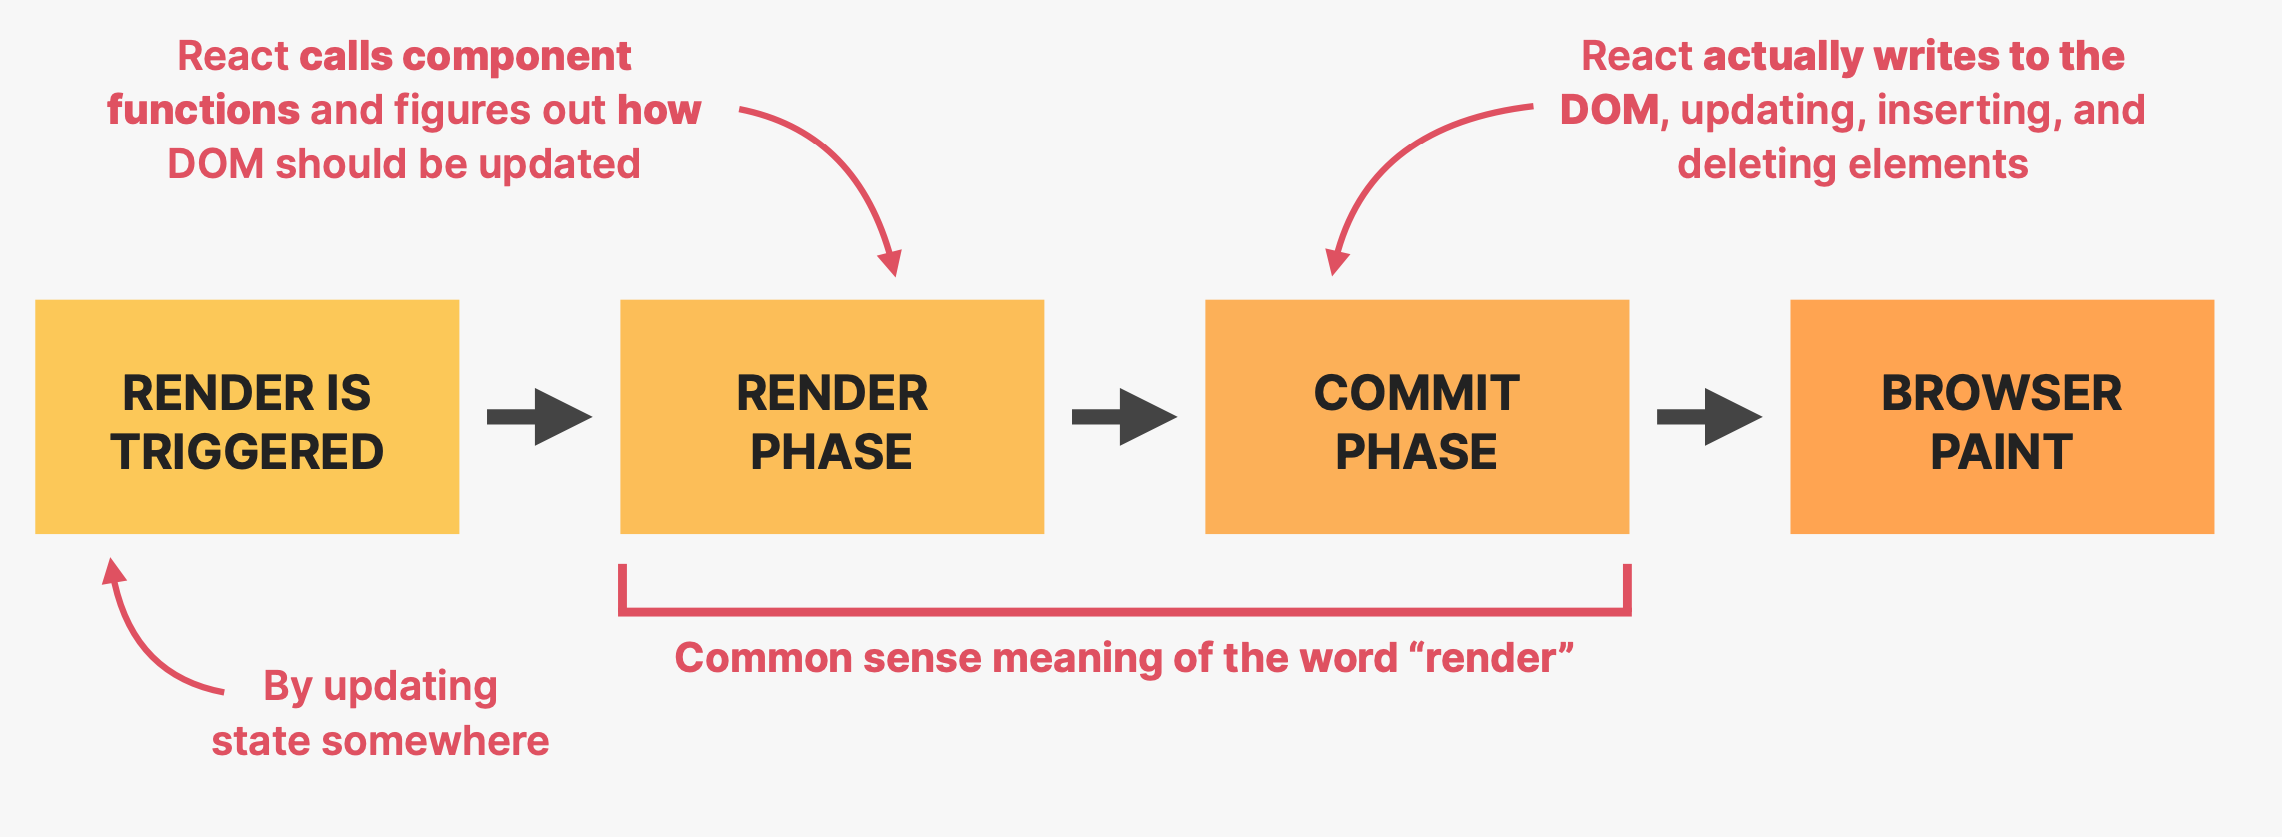 React calls component
functions and figures out how
DOM should be updated
React actually writes to the
DOM, updating, inserting, and
deleting elements
RENDER IS
TRIGGERED
RENDER
PHASE
COMMIT
PHASE
BROWSER
PAINT
Common sense meaning of the word “render”
By updating
state somewhere